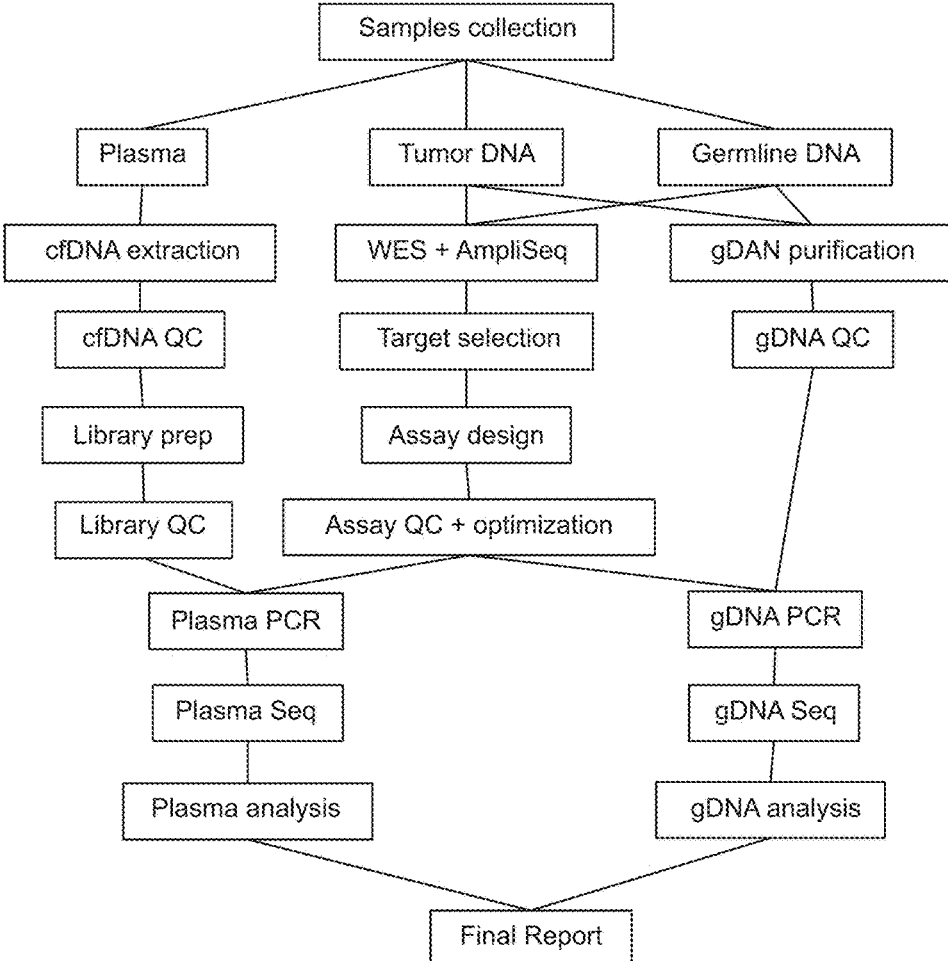 Samples collection
Plasma
Tumor DNA
Germline DNA
cfDNA extraction
WES + AmpliSeq
gDAN purification
cfDNA QC
Target selection
gDNA QC
Library prep
Assay design
Library QC
Assay QC + optimization
Plasma PCR
gDNA PCR
Plasma Seq
gDNA Seq
Plasma analysis
gDNA analysis
Final Report